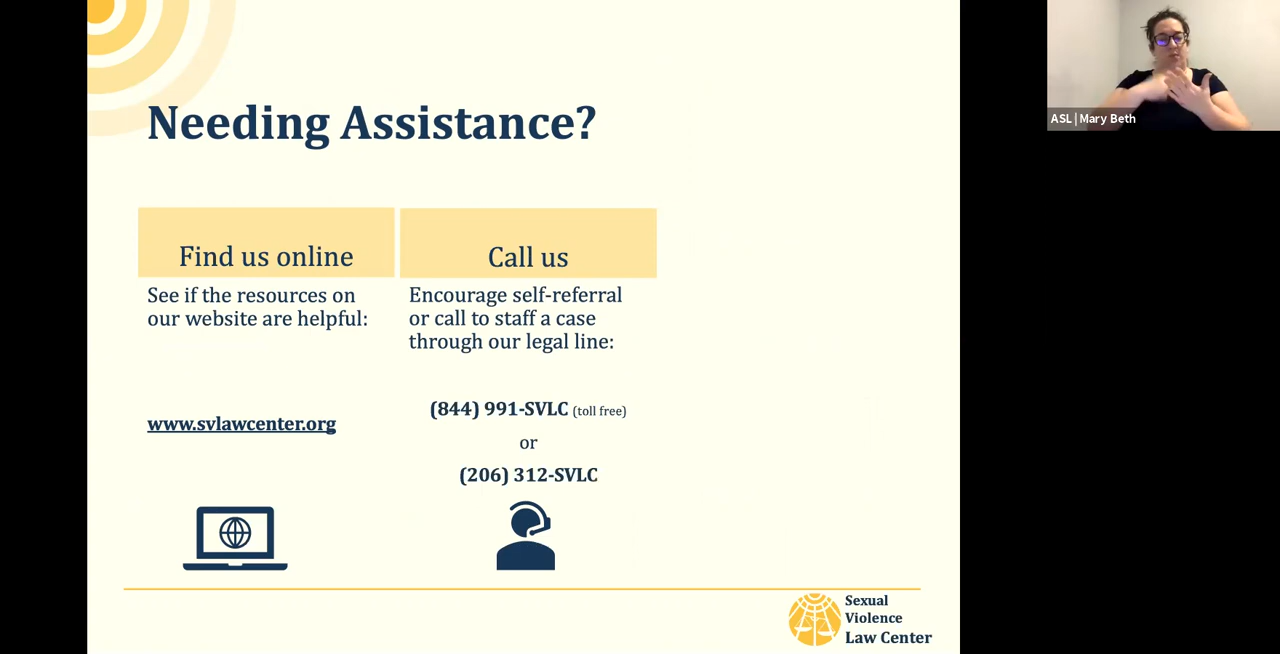 Needing Assistance?
Find us online
See if the resources on
our website are helpful:
www.svlawcenter.org
Call us
Encourage self-referral
or call to staff a case
through our legal line:
(844) 991-SVLC (toll free)
or
(206) 312-SVLC
Sexual
Violence
Law Center
ASL | Mary Beth